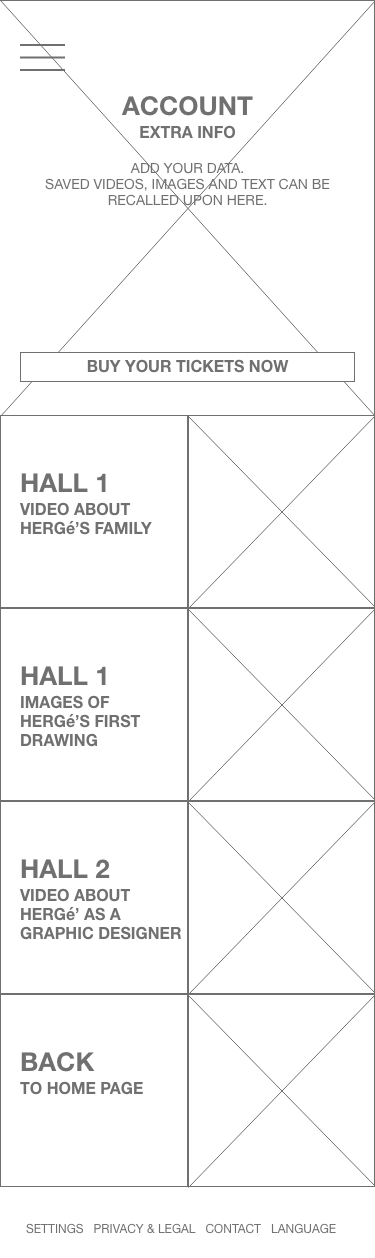 ACCOUNT
EXTRA INFO
ADD YOUR DATA.
SAVED VIDEOS, IMAGES AND TEXT CAN BE
RECALLED UPON HERE.
BUY YOUR TICKETS NOW
HALL 1
VIDEO ABOUT
HERGé'S FAMILY
HALL 1
IMAGES OF
HERGé'S FIRST
DRAWING
HALL 2
VIDEO ABOUT
HERGé' AS A
GRAPHIC DESIGNER
BACK
TO HOME PAGE
SETTINGS PRIVACY & LEGAL CONTACT LANGUAGE